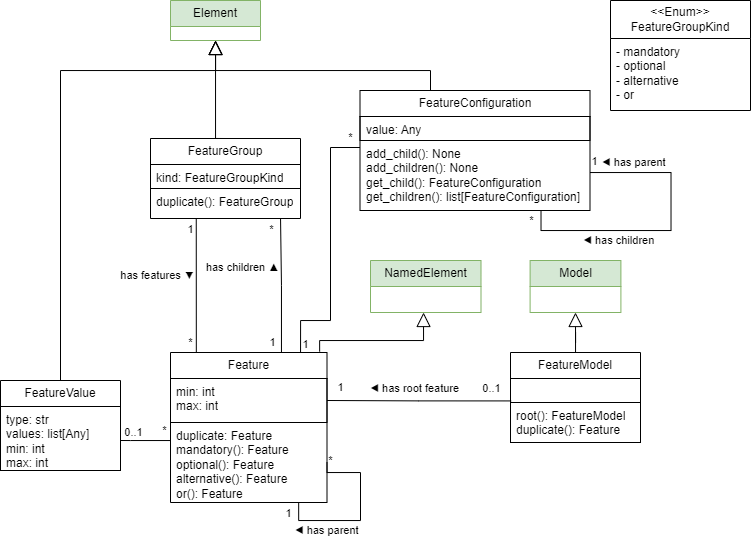 Element
<<Enum>>
FeatureGroupKind
- mandatory
- optional
- alternative
- or
FeatureConfiguration
value: Any
add_child(): None
add_children(): None
get_child(): FeatureConfiguration
get_children(): list[FeatureConfiguration]
*
1 ◀ has parent
*
◀ has children
FeatureGroup
kind: FeatureGroupKind
duplicate(): FeatureGroup
1
*
has features ▼
has children ▲
*
1
1
NamedElement
Model
Feature
min: int
max: int
duplicate: Feature
mandatory(): Feature
optional(): Feature
alternative(): Feature
or(): Feature
1
◀ has root feature
0..1
FeatureModel
root(): FeatureModel
duplicate(): Feature
FeatureValue
type: str
values: list[Any]
min: int
max: int
0..1
*
*
1
◀ has parent